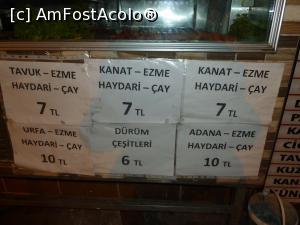 [c] AmFostAcolo®
TAVUK – EZME
HAYDARİ – ÇAY
7 TL
KANAT – EZME
HAYDARİ – ÇAY
7 TL
KANAT – EZME
HAYDARİ – ÇAY
7 TL
URFA – EZME
HAYDARİ – ÇAY
10 TL
DÜRÜM
ÇEŞİTLERİ
6 TL
ADANA – EZME
HAYDARİ – ÇAY
10 TL